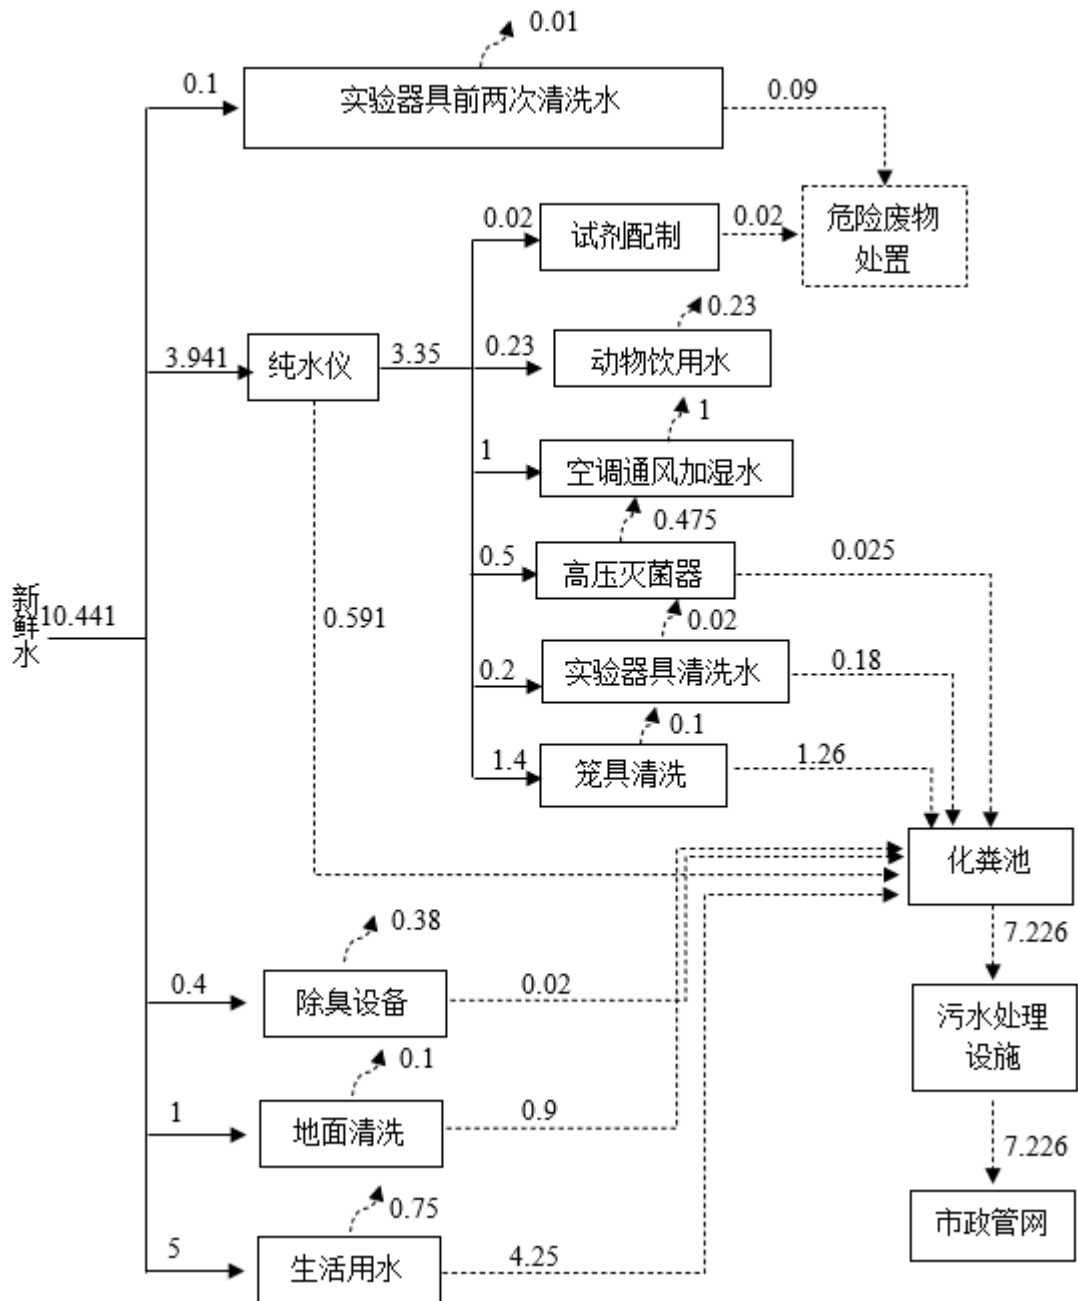 0.01
0.1
实验器具前两次清洗水
0.09
0.02
试剂配制
0.02
危险废物
处置
0.23
3.941
纯水仪
3.35
0.23
动物饮用水
1
1
空调通风加湿水
0.475
0.5
高压灭菌器
0.025
新鲜水
10.441
0.591
0.02
0.2
实验器具清洗水
0.18
0.1
1.4
笼具清洗
1.26
化粪池
0.38
7.226
0.4
除臭设备
0.02
污水处理
设施
0.1
1
地面清洗
0.9
7.226
0.75
市政管网
5
生活用水
4.25